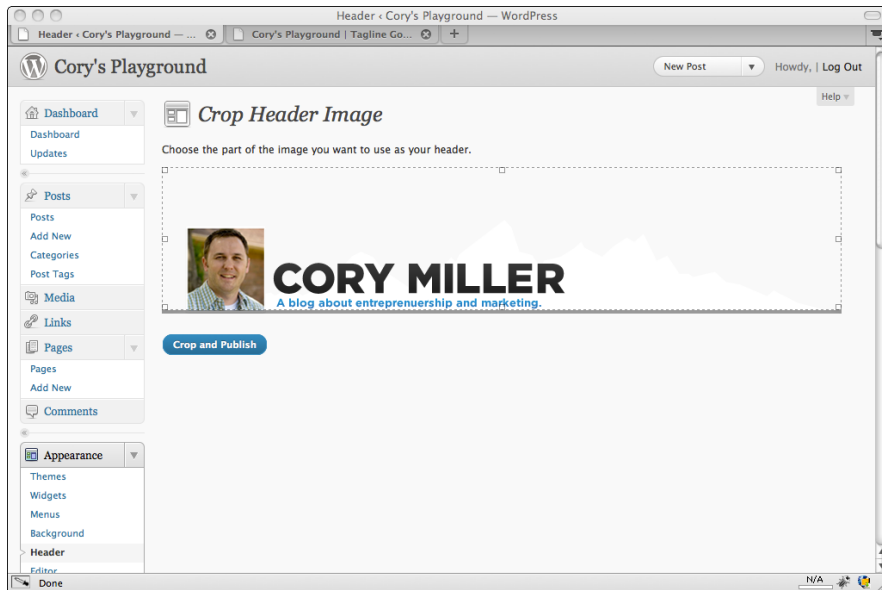 Header ‹ Cory's Playground — WordPress
Header ‹ Cory's Playground — ...
Cory's Playground | Tagline Go...
Cory's Playground
New Post
Howdy, | Log Out
Help
Dashboard
Dashboard
Updates
Posts
Posts
Add New
Categories
Post Tags
Media
Links
Pages
Pages
Add New
Comments
Appearance
Themes
Widgets
Menus
Background
Header
Editor
Crop Header Image
Choose the part of the image you want to use as your header.
CORY MILLER
A blog about entreprenuership and marketing.
Crop and Publish
Done
N/A